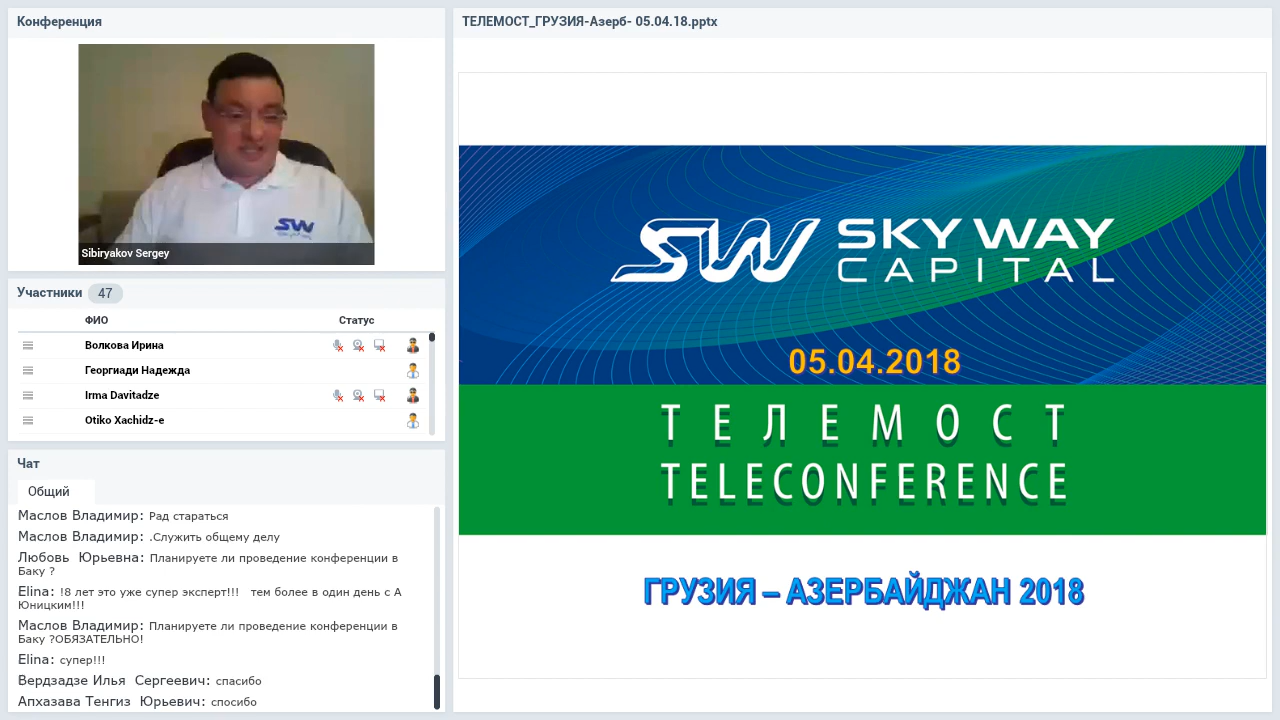 Конференция
Sibiryakov Sergey
SW
Участники 47
ФИО Статус
Волкова Ирина
Георгиади Надежда
Irma Davitadze
Otiko Xachidz-e
Чат
Общий
Маслов Владимир: Рад стараться
Маслов Владимир: .Служить общему делу
Любовь Юрьевна: Планируете ли проведение конференции в
Баку ?
Elina: !8 лет это уже супер эксперт!!! тем более в один день с А
Юницким!!!
Маслов Владимир: Планируете ли проведение конференции в
Баку ?ОБЯЗАТЕЛЬНО!
Elina: супер!!!
Вердзадзе Илья Сергеевич: спасибо
Апхазава Тенгиз Юрьевич: спосибо
ТЕЛЕМОСТ_ГРУЗИЯ-Азерб- 05.04.18.pptx
SW SKY WAY
CAPITAL
05.04.2018
ТЕЛЕМОСТ
TELECONFERENCE
ГРУЗИЯ – АЗЕРБАЙДЖАН 2018